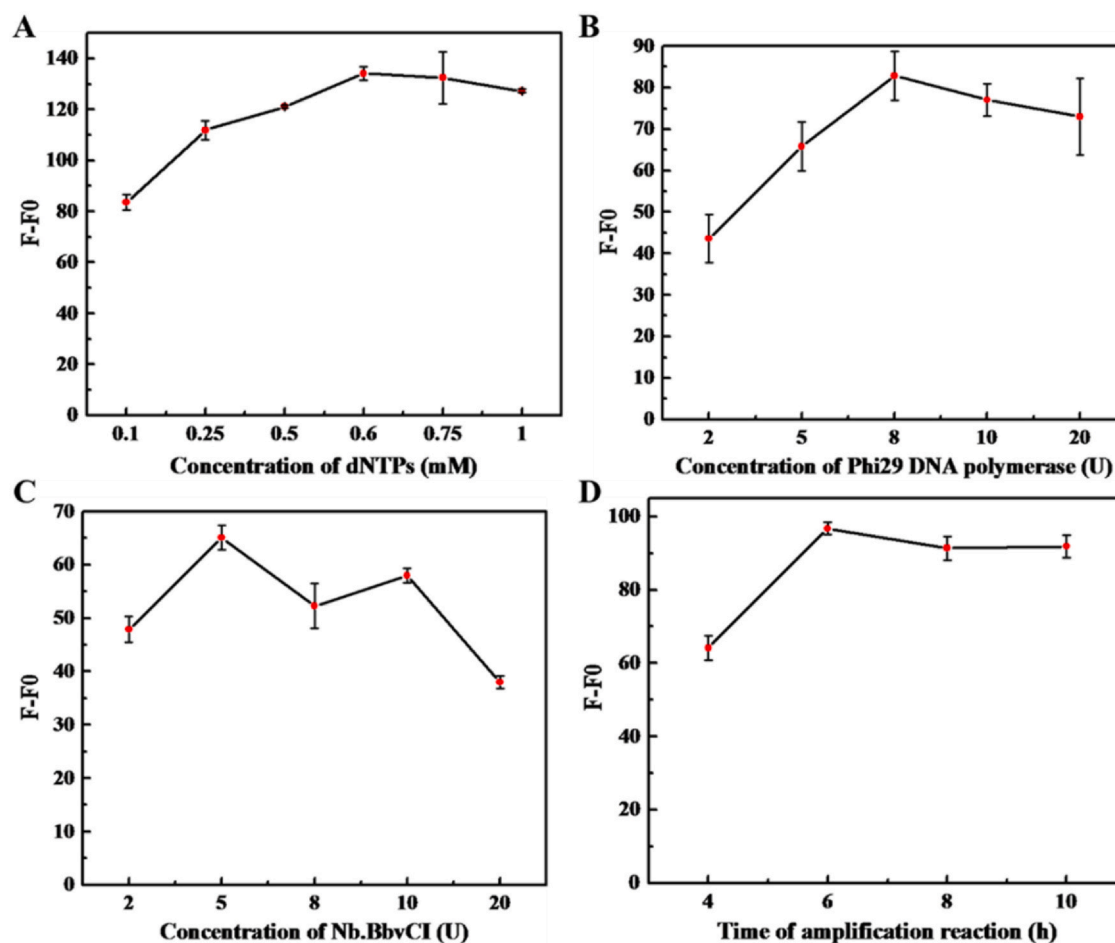 A
F-F0
140
120
100
80
60
40
20
0
0.1 0.25 0.5 0.6 0.75 1
Concentration of dNTPs (mM)
B
F-F0
90
80
70
60
50
40
30
20
10
0
2 5 8 10 20
Concentration of Phi29 DNA polymerase (U)
C
F-F0
70
60
50
40
30
20
10
0
2 5 8 10 20
Concentration of Nb.BbvCI (U)
D
F-F0
100
80
60
40
20
0
4 6 8 10
Time of amplification reaction (h)